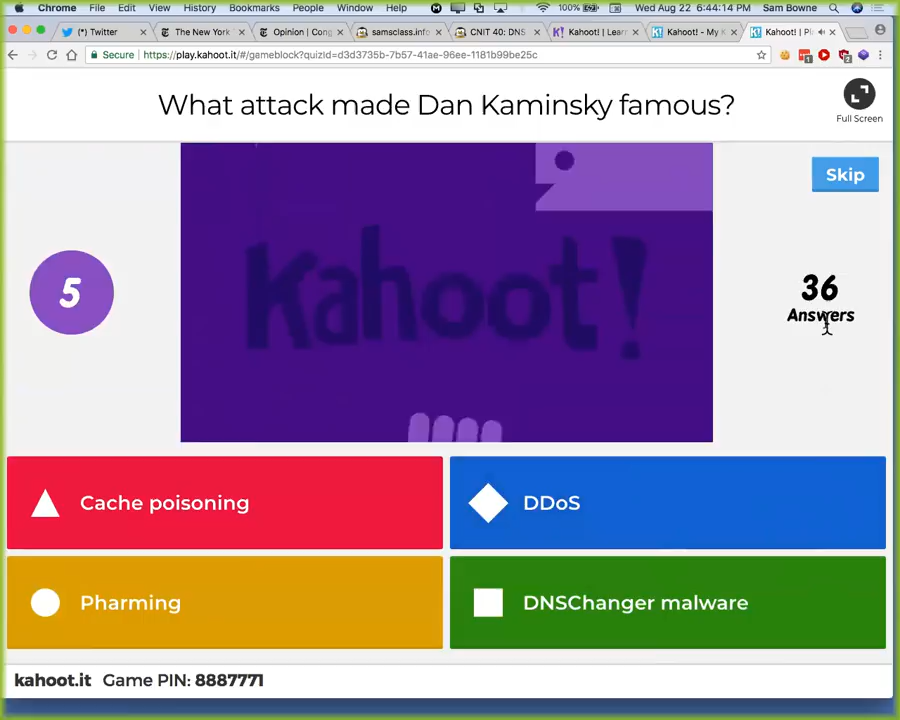 Chrome File Edit View History Bookmarks People Window Help 100% Wed Aug 22 6:44:14 PM Sam Bowne
(*) Twitter The New York Opinion | Cong samsclass.info CNIT 40: DNS Kahoot! | Learn Kahoot! - My K Kahoot! | Pl
Secure https://play.kahoot.it/#/gameblock?quizId=d3d3735b-7b57-41ae-96ee-1181b99be25c
What attack made Dan Kaminsky famous?
Full Screen
Skip
Kahoot!
5
36
Answers
Cache poisoning
DDoS
Pharming
DNSChanger malware
kahoot.it Game PIN: 8887771